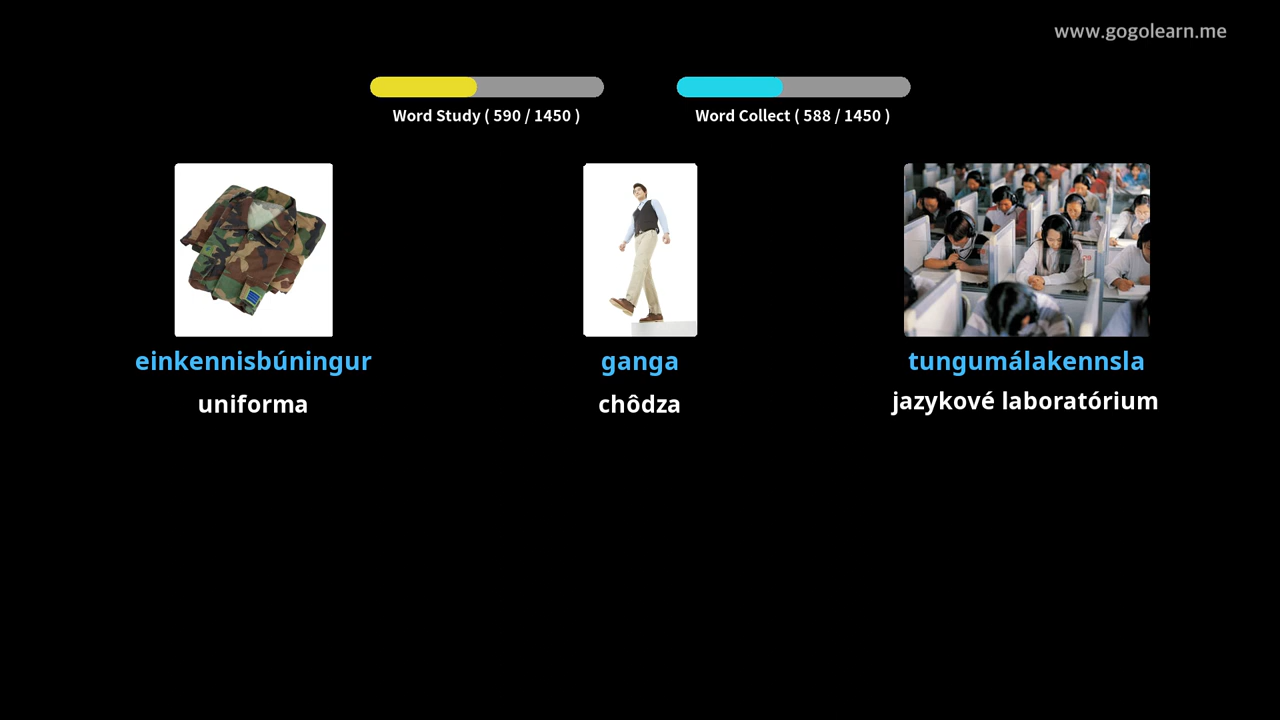 www.gogolearn.me
Word Study ( 590 / 1450 )
Word Collect ( 588 / 1450 )
einkennisbúningur
ganga
tungumálakennsla
uniforma
chôdza
jazykové laboratórium